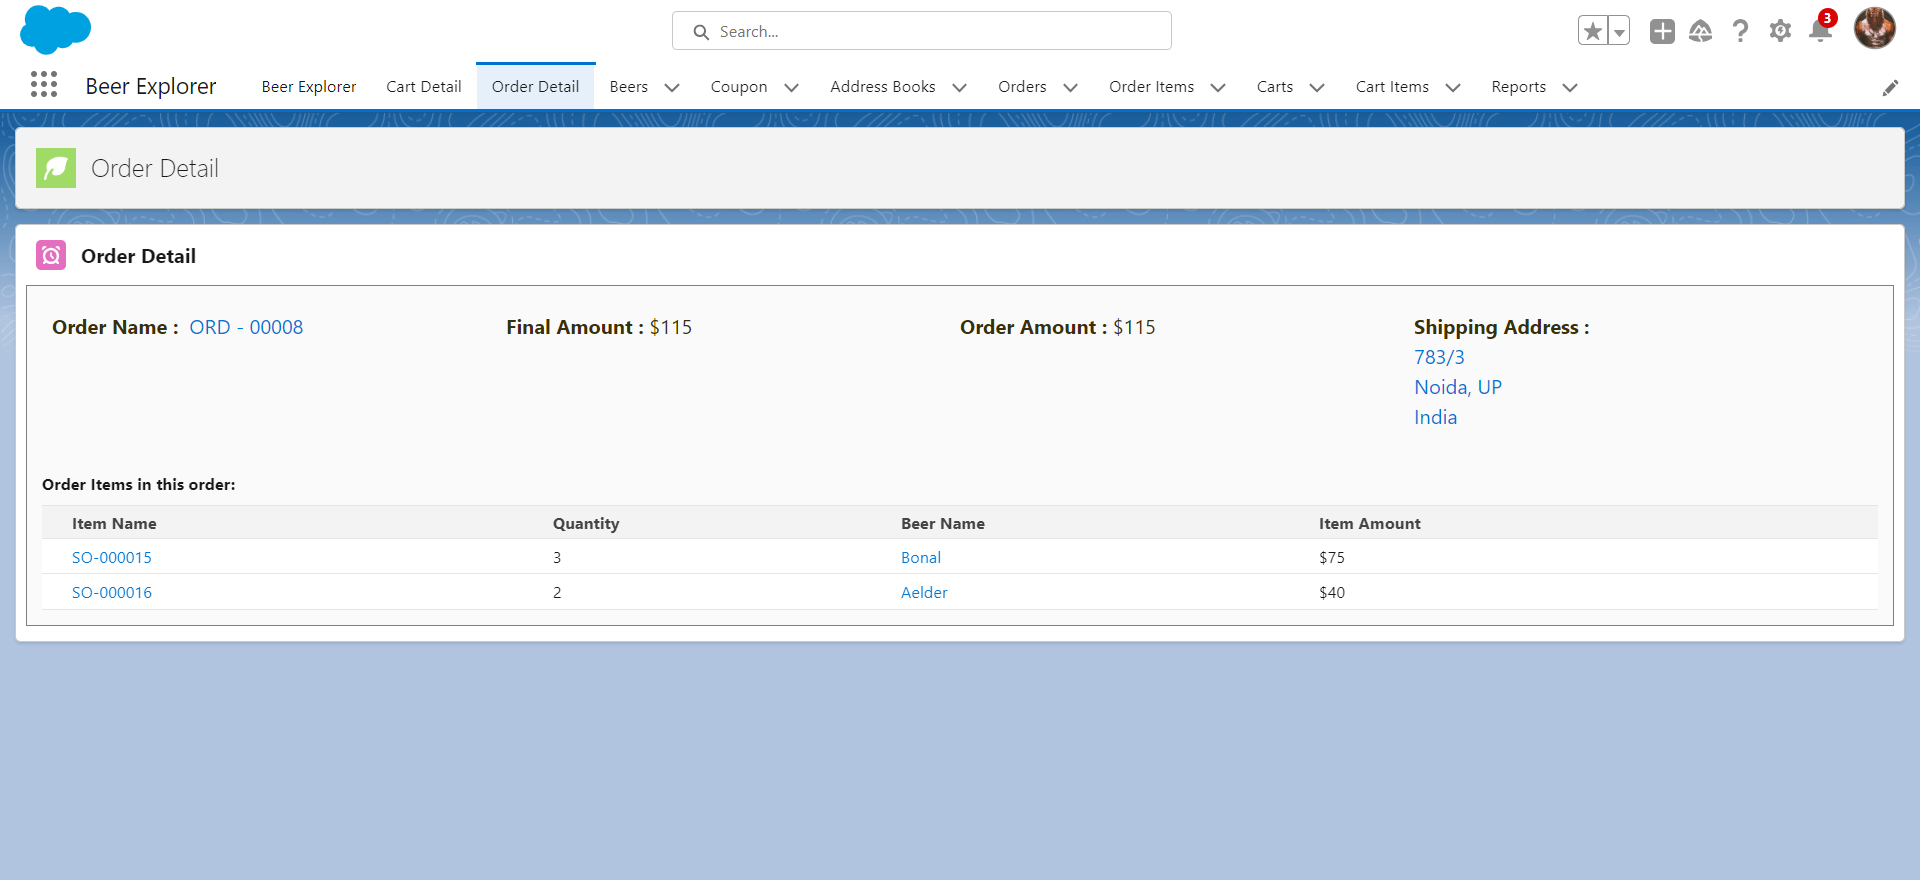 Search...
3
Beer Explorer
Beer Explorer Cart Detail Order Detail Beers Coupon Address Books Orders Order Items Carts Cart Items Reports
Order Detail
Order Detail
Order Name : ORD - 00008 Final Amount : $115 Order Amount : $115 Shipping Address :
783/3
Noida, UP
India
Order Items in this order:
Item Name Quantity Beer Name Item Amount
SO-000015 3 Bonal $75
SO-000016 2 Aelder $40